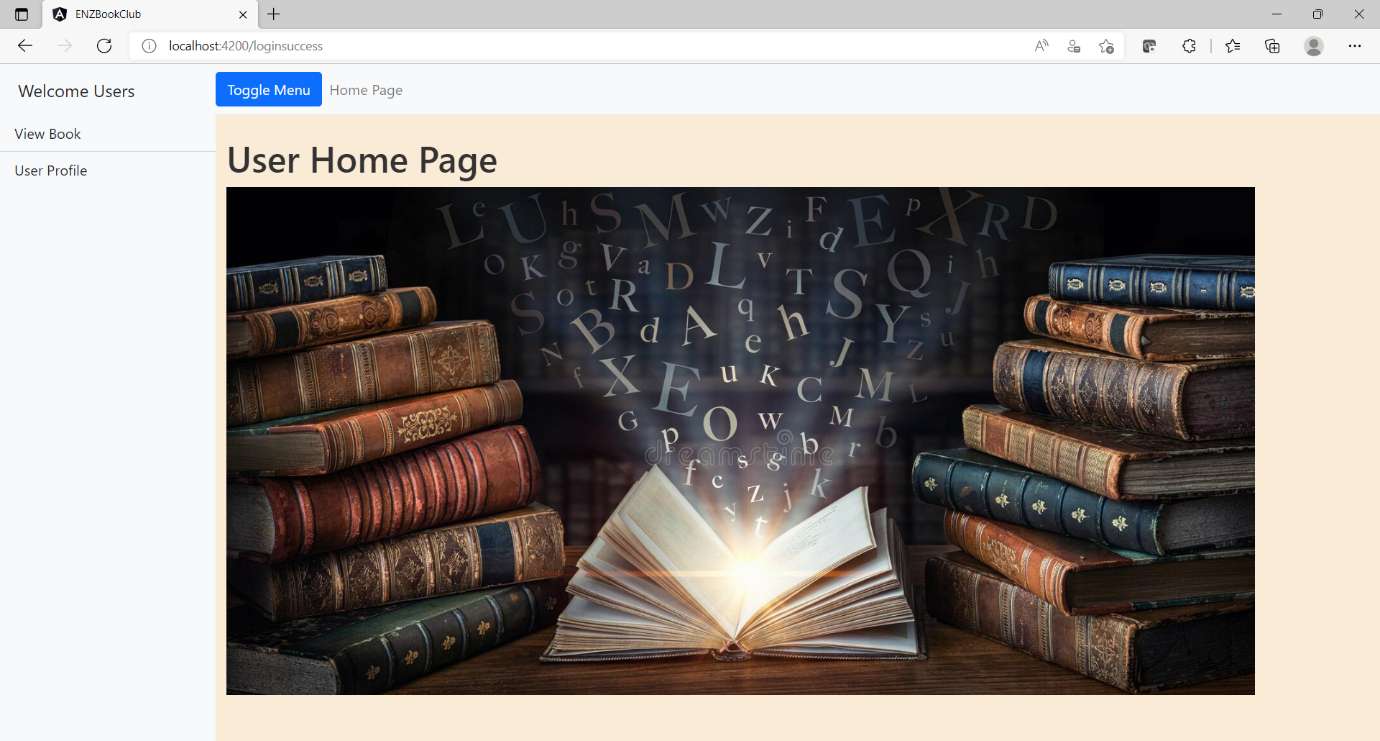 ENZBookClub
localhost:4200/loginsuccess
Welcome Users
Toggle Menu
Home Page
View Book
User Profile
User Home Page
L e U h S M W Z i F d E P X R D
O K g V a D L v T S Q i h
S o t R q h Y s J
N B d A e J Z u
f X E u K C M L
G p O W M b
dreamstime
f c s g b r
y z j k
t